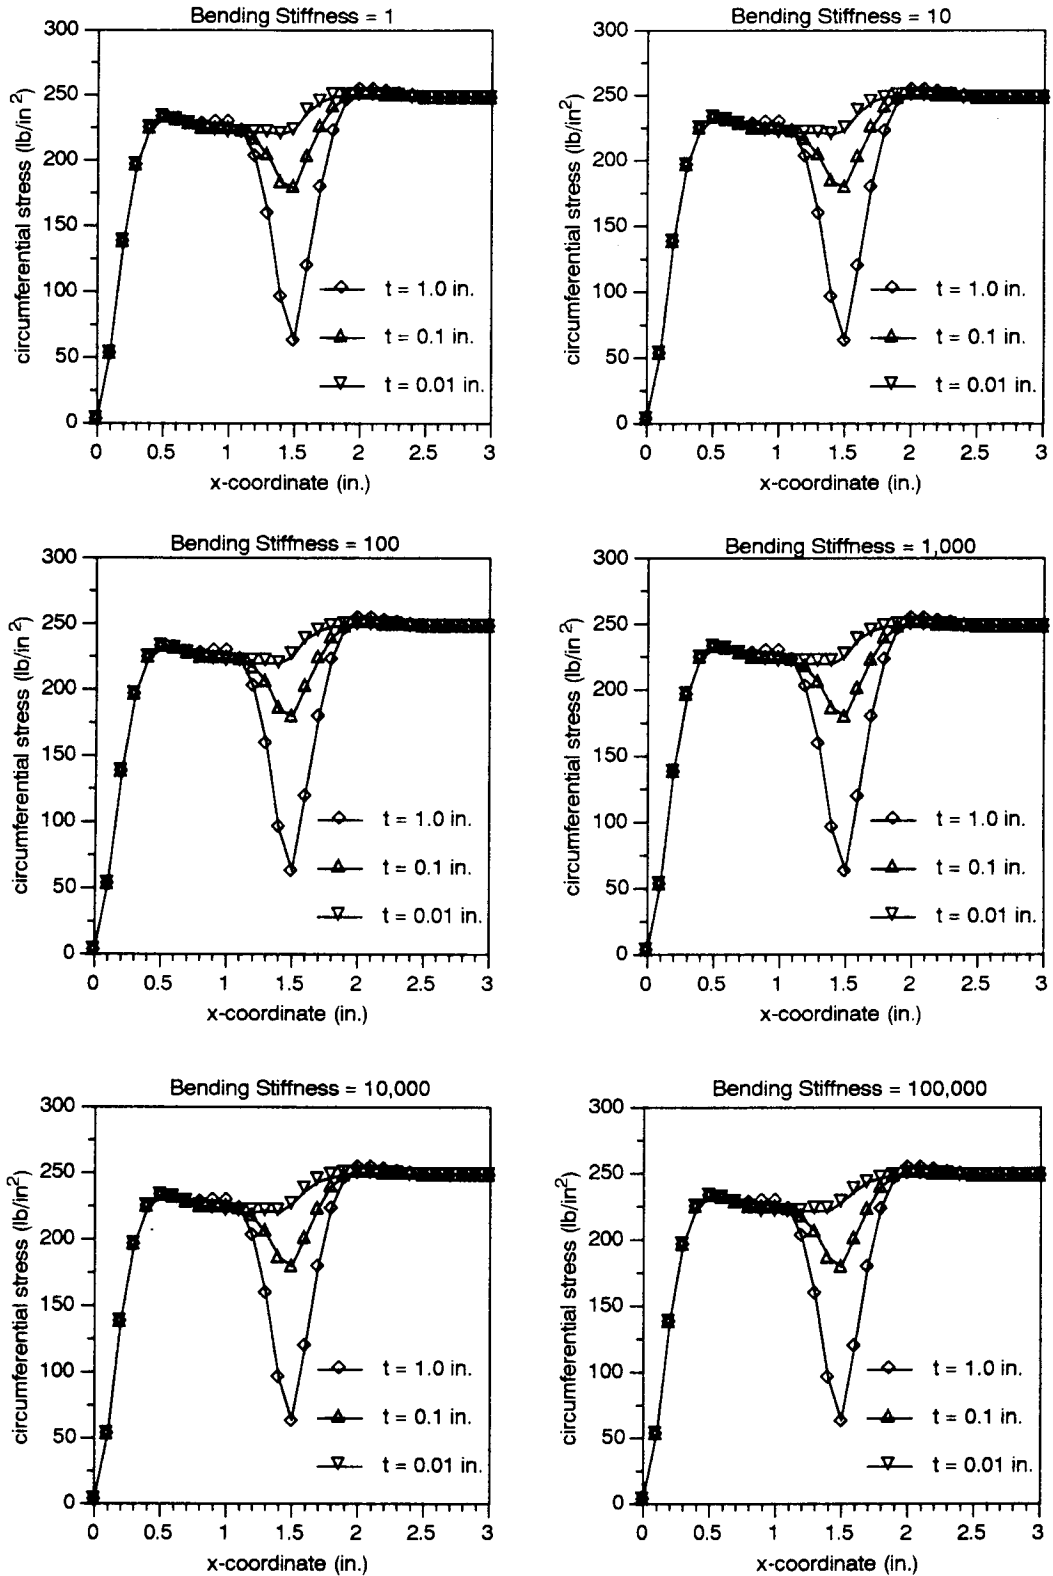 Bending Stiffness = 1
300
250
200
150
100
50
0
circumferential stress (lb/in²)
t = 1.0 in.
t = 0.1 in.
t = 0.01 in.
0 0.5 1 1.5 2 2.5 3
x-coordinate (in.)
Bending Stiffness = 10
300
250
200
150
100
50
0
circumferential stress (lb/in²)
t = 1.0 in.
t = 0.1 in.
t = 0.01 in.
0 0.5 1 1.5 2 2.5 3
x-coordinate (in.)
Bending Stiffness = 100
300
250
200
150
100
50
0
circumferential stress (lb/in²)
t = 1.0 in.
t = 0.1 in.
t = 0.01 in.
0 0.5 1 1.5 2 2.5 3
x-coordinate (in.)
Bending Stiffness = 1,000
300
250
200
150
100
50
0
circumferential stress (lb/in²)
t = 1.0 in.
t = 0.1 in.
t = 0.01 in.
0 0.5 1 1.5 2 2.5 3
x-coordinate (in.)
Bending Stiffness = 10,000
300
250
200
150
100
50
0
circumferential stress (lb/in²)
t = 1.0 in.
t = 0.1 in.
t = 0.01 in.
0 0.5 1 1.5 2 2.5 3
x-coordinate (in.)
Bending Stiffness = 100,000
300
250
200
150
100
50
0
circumferential stress (lb/in²)
t = 1.0 in.
t = 0.1 in.
t = 0.01 in.
0 0.5 1 1.5 2 2.5 3
x-coordinate (in.)